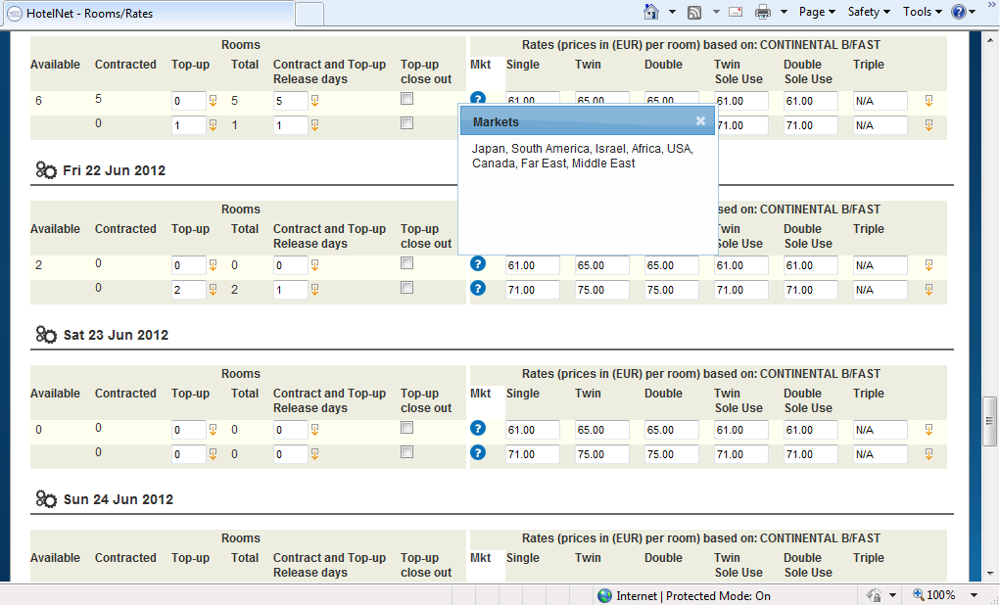 HotelNet - Rooms/Rates
Page Safety Tools »
Rooms Rates (prices in (EUR) per room) based on: CONTINENTAL B/FAST
Available Contracted Top-up Total Contract and Top-up Release days Top-up close out Mkt Single Twin Double Twin Sole Use Double Sole Use Triple
6 5 0 5 5 ? 61.00 65.00 65.00 61.00 61.00 N/A
0 1 1 1 71.00 71.00 N/A
Markets
Japan, South America, Israel, Africa, USA,
Canada, Far East, Middle East
Fri 22 Jun 2012
Rooms sed on: CONTINENTAL B/FAST
Available Contracted Top-up Total Contract and Top-up Release days Top-up close out Twin Sole Use Double Sole Use Triple
2 0 0 0 0 ? 61.00 65.00 65.00 61.00 61.00 N/A
0 2 2 1 ? 71.00 75.00 75.00 71.00 71.00 N/A
Sat 23 Jun 2012
Rooms Rates (prices in (EUR) per room) based on: CONTINENTAL B/FAST
Available Contracted Top-up Total Contract and Top-up Release days Top-up close out Mkt Single Twin Double Twin Sole Use Double Sole Use Triple
0 0 0 0 0 ? 61.00 65.00 65.00 61.00 61.00 N/A
0 0 0 0 ? 71.00 75.00 75.00 71.00 71.00 N/A
Sun 24 Jun 2012
Rooms Rates (prices in (EUR) per room) based on: CONTINENTAL B/FAST
Available Contracted Top-up Total Contract and Top-up Release days Top-up close out Mkt Single Twin Double Twin Sole Use Double Sole Use Triple
Internet | Protected Mode: On 100%